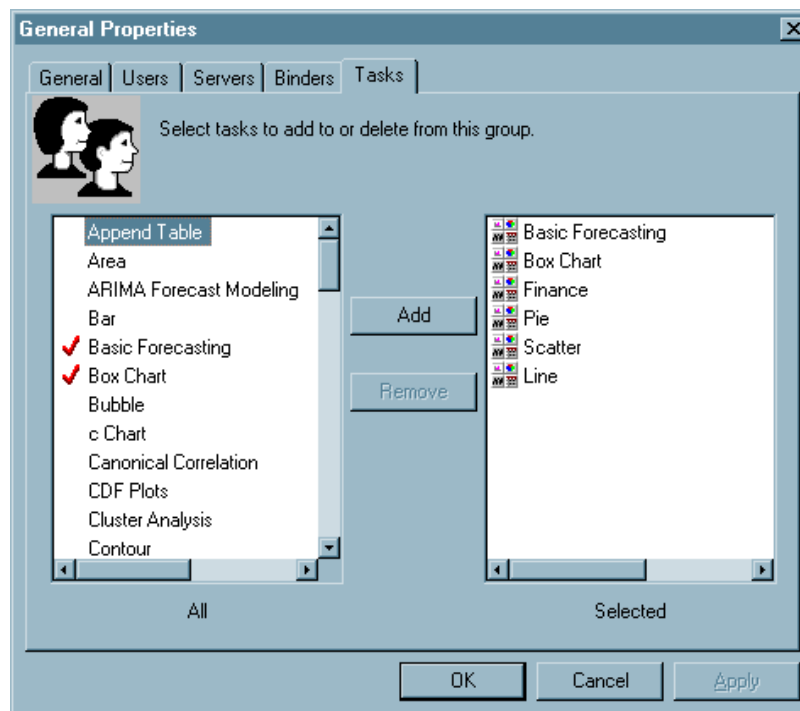 General Properties
General Users Servers Binders Tasks
Select tasks to add to or delete from this group.
Append Table
Area
ARIMA Forecast Modeling
Bar
Basic Forecasting
Box Chart
Bubble
c Chart
Canonical Correlation
CDF Plots
Cluster Analysis
Contour
All
Add
Remove
Basic Forecasting
Box Chart
Finance
Pie
Scatter
Line
Selected
OK Cancel Apply